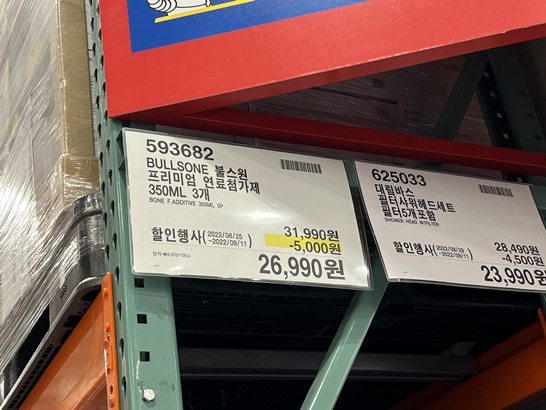 593682
BULLSONE 불스원
프리미엄 연료첨가제
350ML 3개
BONE F.ADDITIVE 350ML 3P
31,990원
할인행사(2022/08/25 ~2022/09/11) -5,000원
26,990원
625033
대림바스
필터샤워헤드세트
필터5개포함
SHOWER HEAD W/FILTER
28,490원
할인행사(2022/08/25 ~2022/09/11) -4,500원
23,990원